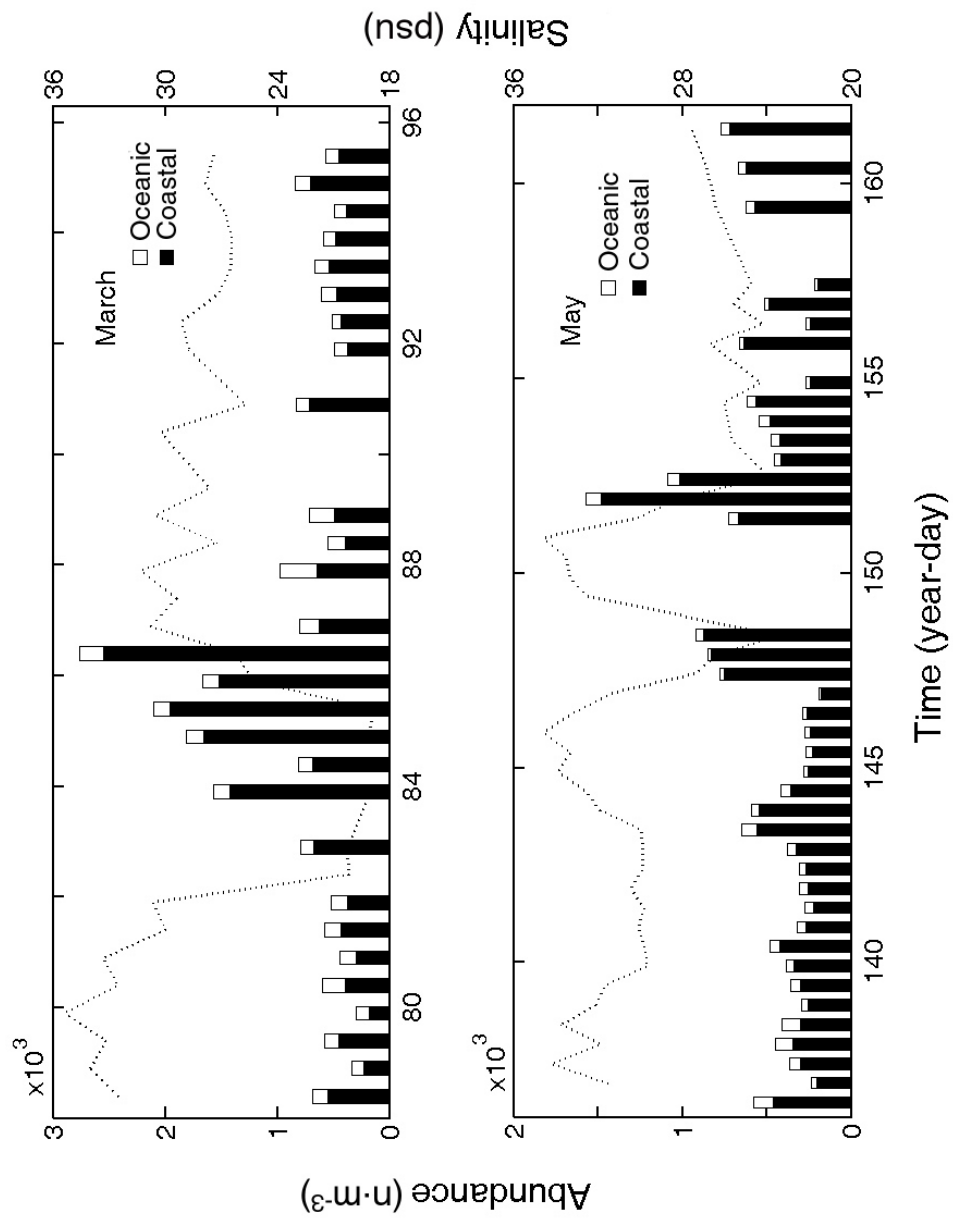 x10³
3
2
1
0
36
30
24
18
March
Oceanic
Coastal
80
84
88
92
96
x10³
2
1
0
36
28
20
May
Oceanic
Coastal
140
145
150
155
160
Time (year-day)
Abundance (n·m⁻³)
Salinity (psu)